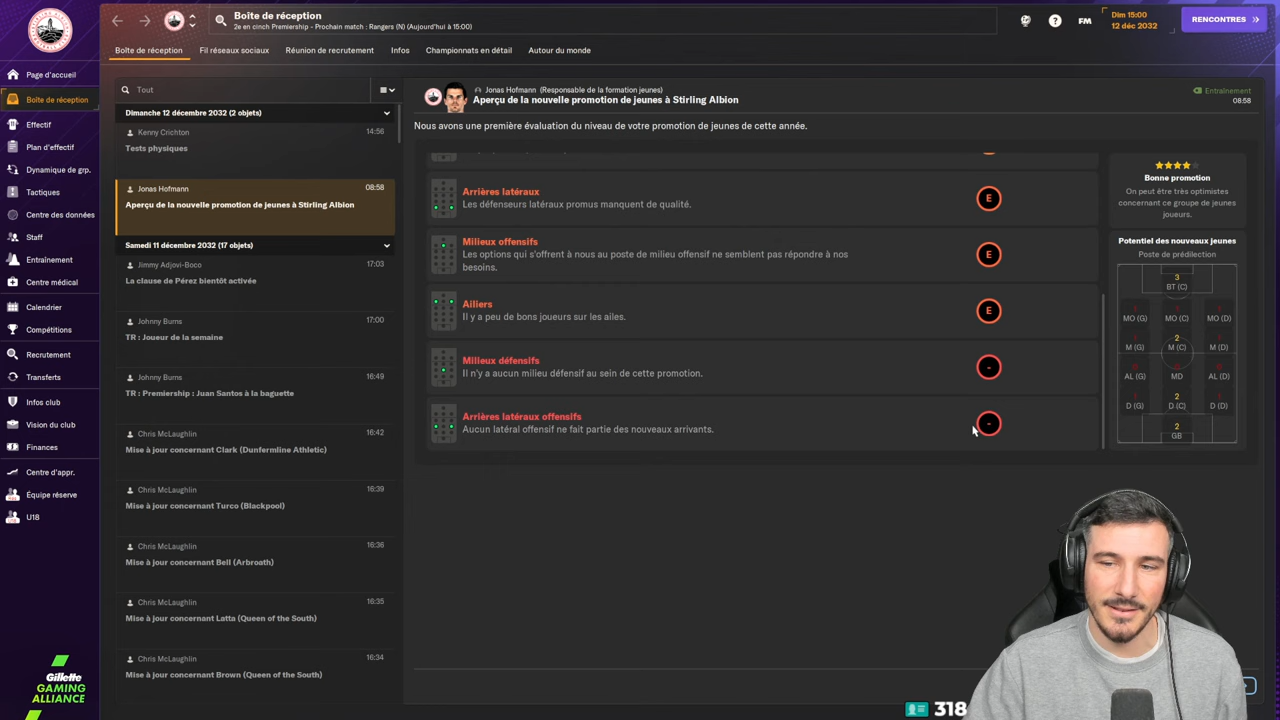 Boîte de réception
2e en cinch Premiership - Prochain match : Rangers (N) (Aujourd'hui à 15:00)
FM
Dim 15:00
12 déc 2032
RENCONTRES
Boîte de réception
Fil réseaux sociaux
Réunion de recrutement
Infos
Championnats en détail
Autour du monde
Page d'accueil
Boîte de réception
Effectif
Plan d'effectif
Dynamique de grp.
Tactiques
Centre des données
Staff
Entraînement
Centre médical
Calendrier
Compétitions
Recrutement
Transferts
Infos club
Vision du club
Finances
Centre d'appr.
Équipe réserve
U18
Gillette
GAMING
ALLIANCE
Tout
Dimanche 12 décembre 2032 (2 objets)
Kenny Crichton
14:56
Tests physiques
Jonas Hofmann
08:58
Aperçu de la nouvelle promotion de jeunes à Stirling Albion
Samedi 11 décembre 2032 (17 objets)
Jimmy Adjovi-Boco
17:03
La clause de Pérez bientôt activée
Johnny Burns
17:00
TR : Joueur de la semaine
Johnny Burns
16:49
TR : Premiership : Juan Santos à la baguette
Chris McLaughlin
16:42
Mise à jour concernant Clark (Dunfermline Athletic)
Chris McLaughlin
16:39
Mise à jour concernant Turco (Blackpool)
Chris McLaughlin
16:36
Mise à jour concernant Bell (Arbroath)
Chris McLaughlin
16:35
Mise à jour concernant Latta (Queen of the South)
Chris McLaughlin
16:34
Mise à jour concernant Brown (Queen of the South)
Jonas Hofmann (Responsable de la formation jeunes)
Aperçu de la nouvelle promotion de jeunes à Stirling Albion
Entraînement
08:58
Nous avons une première évaluation du niveau de votre promotion de jeunes de cette année.
Arrières latéraux
Les défenseurs latéraux promus manquent de qualité.
E
Milieux offensifs
Les options qui s'offrent à nous au poste de milieu offensif ne semblent pas répondre à nos
besoins.
E
Ailiers
Il y a peu de bons joueurs sur les ailes.
E
Milieux défensifs
Il n'y a aucun milieu défensif au sein de cette promotion.
-
Arrières latéraux offensifs
Aucun latéral offensif ne fait partie des nouveaux arrivants.
-
Bonne promotion
On peut être très optimistes
concernant ce groupe de jeunes
joueurs.
Potentiel des nouveaux jeunes
Poste de prédilection
3
BT (C)
MO (G) MO (C) MO (D)
2
M (G) M (C) M (D)
AL (G) MD AL (D)
2
D (G) D (C) D (D)
2
GB
318